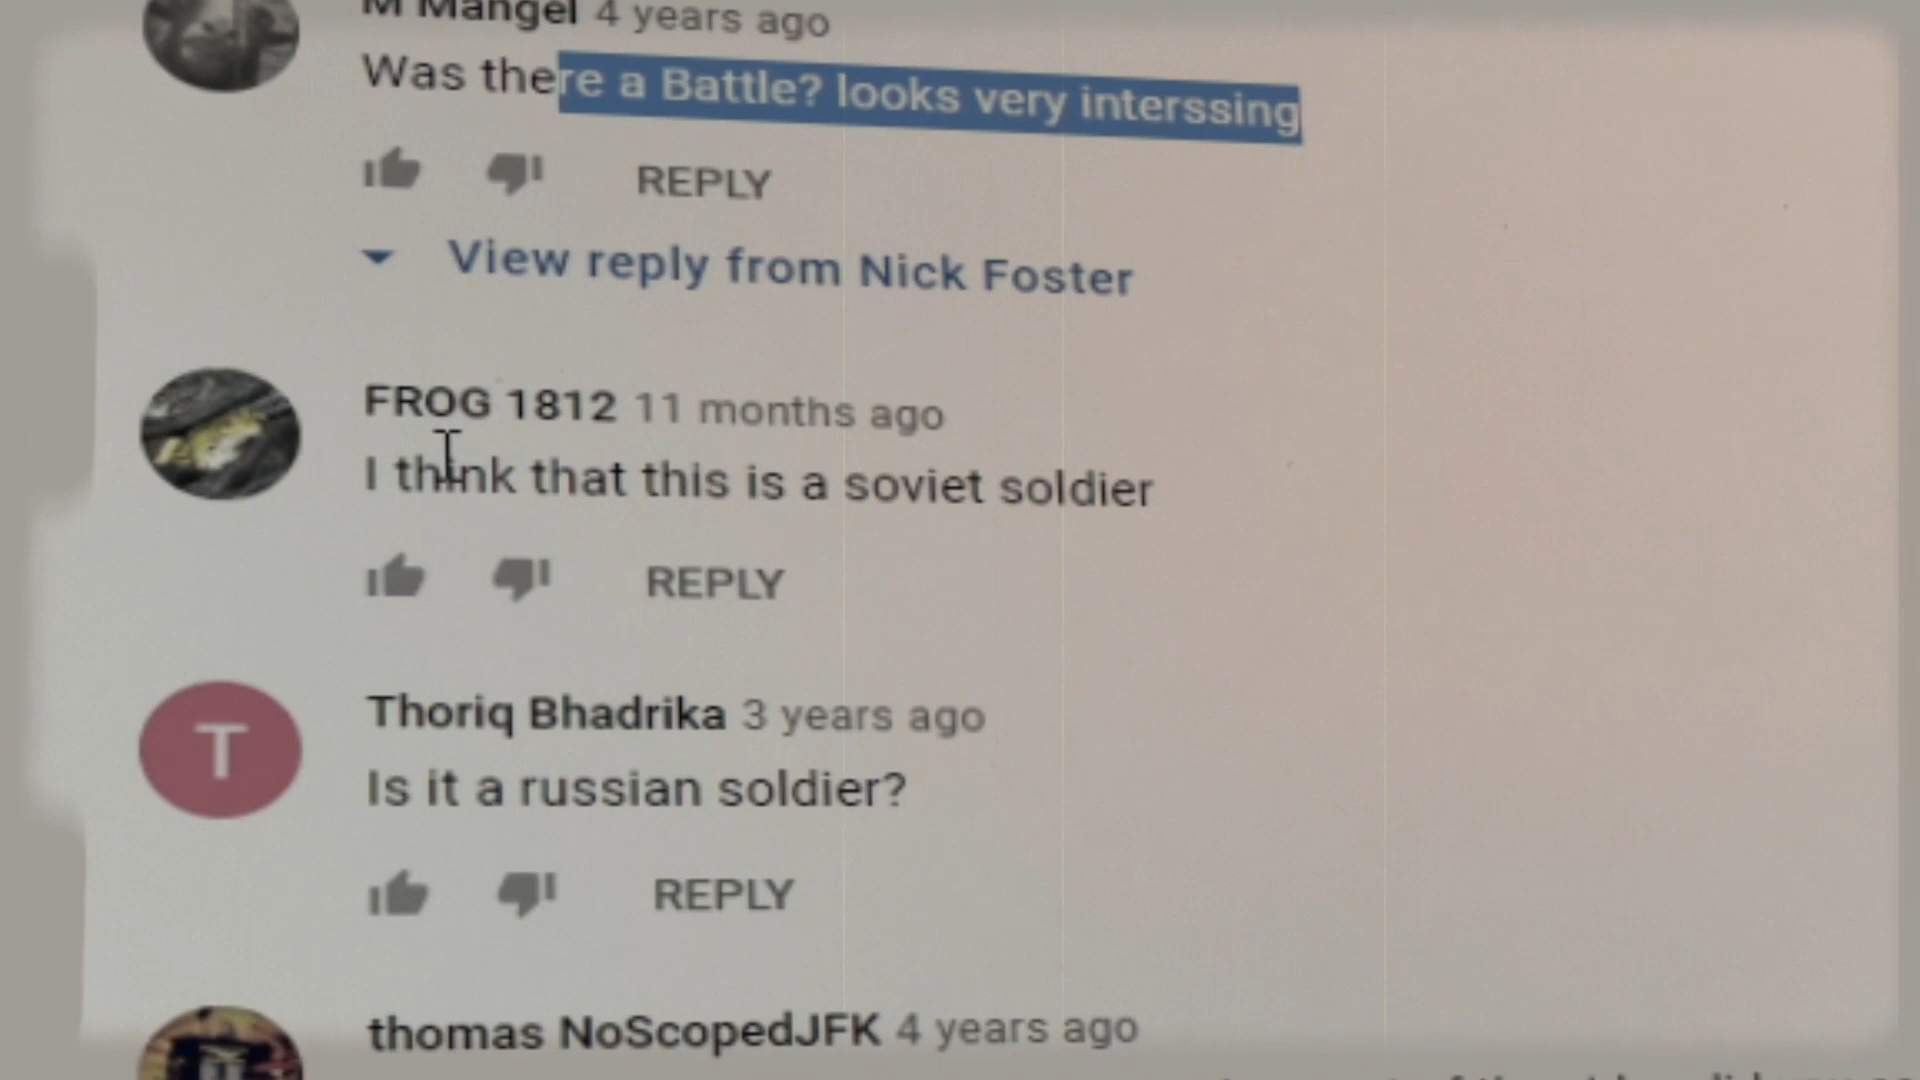 M Mangel 4 years ago
Was there a Battle? looks very interssing
REPLY
View reply from Nick Foster
FROG 1812 11 months ago
I think that this is a soviet soldier
REPLY
T
Thoriq Bhadrika 3 years ago
Is it a russian soldier?
REPLY
thomas NoScopedJFK 4 years ago